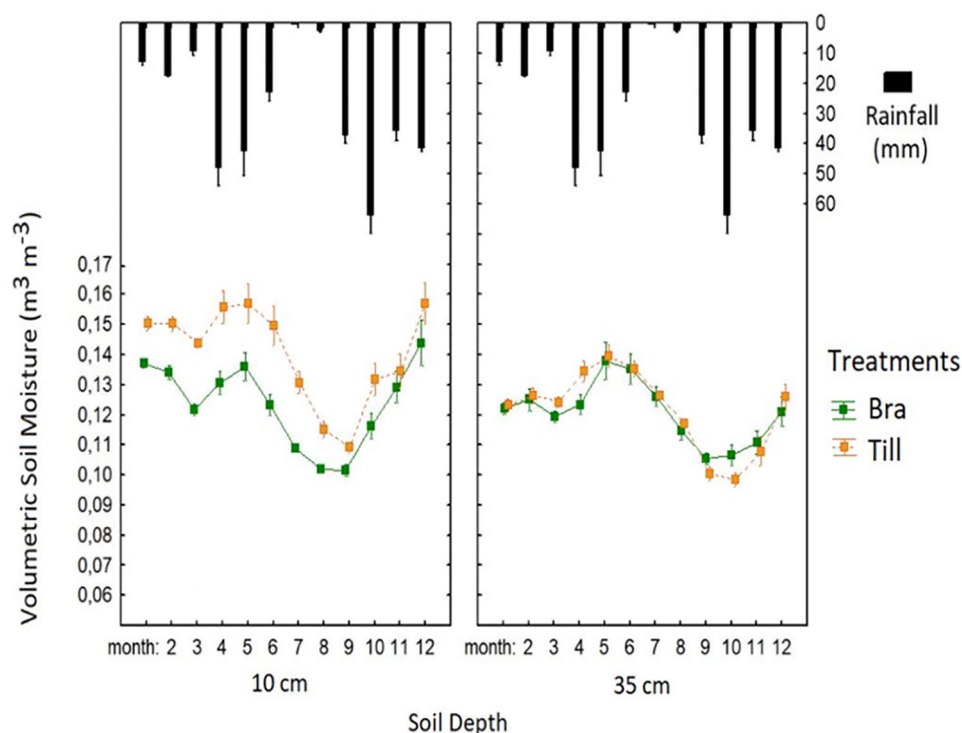 0
10
20
30
40
50
60
Rainfall
(mm)
Volumetric Soil Moisture (m³ m⁻³)
0,17
0,16
0,15
0,14
0,13
0,12
0,11
0,10
0,09
0,08
0,07
0,06
Treatments
Bra
Till
month: 2 3 4 5 6 7 8 9 10 11 12
month: 2 3 4 5 6 7 8 9 10 11 12
10 cm
35 cm
Soil Depth